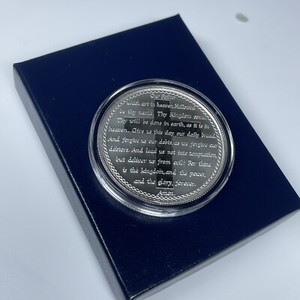 Our Father
which art in heaven, Hallowed
be thy name. Thy kingdom come.
Thy will be done in earth, as it is in
heaven. Give us this day our daily bread.
And forgive us our debts as we forgive our
debtors. And lead us not into temptation,
but deliver us from evil: For thine
is the kingdom, and the power,
and the glory, forever.
Amen.